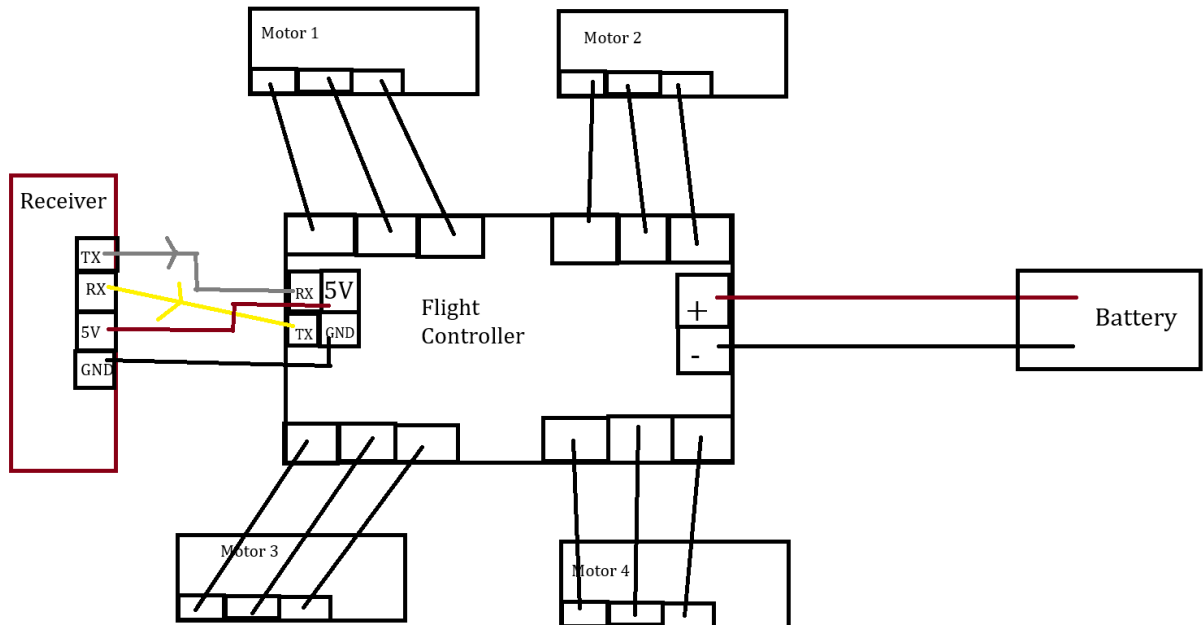 Motor 1
Motor 2
Receiver
TX
RX
5V
GND
RX
5V
TX
GND
Flight
Controller
+
-
Battery
Motor 3
Motor 4